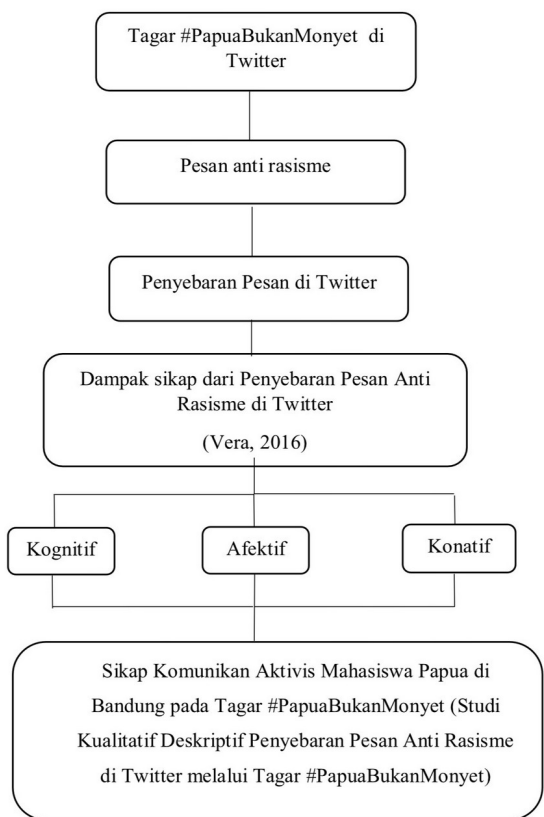 Tagar #PapuaBukanMonyet di
Twitter
Pesan anti rasisme
Penyebaran Pesan di Twitter
Dampak sikap dari Penyebaran Pesan Anti
Rasisme di Twitter
(Vera, 2016)
Kognitif
Afektif
Konatif
Sikap Komunikan Aktivis Mahasiswa Papua di
Bandung pada Tagar #PapuaBukanMonyet (Studi
Kualitatif Deskriptif Penyebaran Pesan Anti Rasisme
di Twitter melalui Tagar #PapuaBukanMonyet)